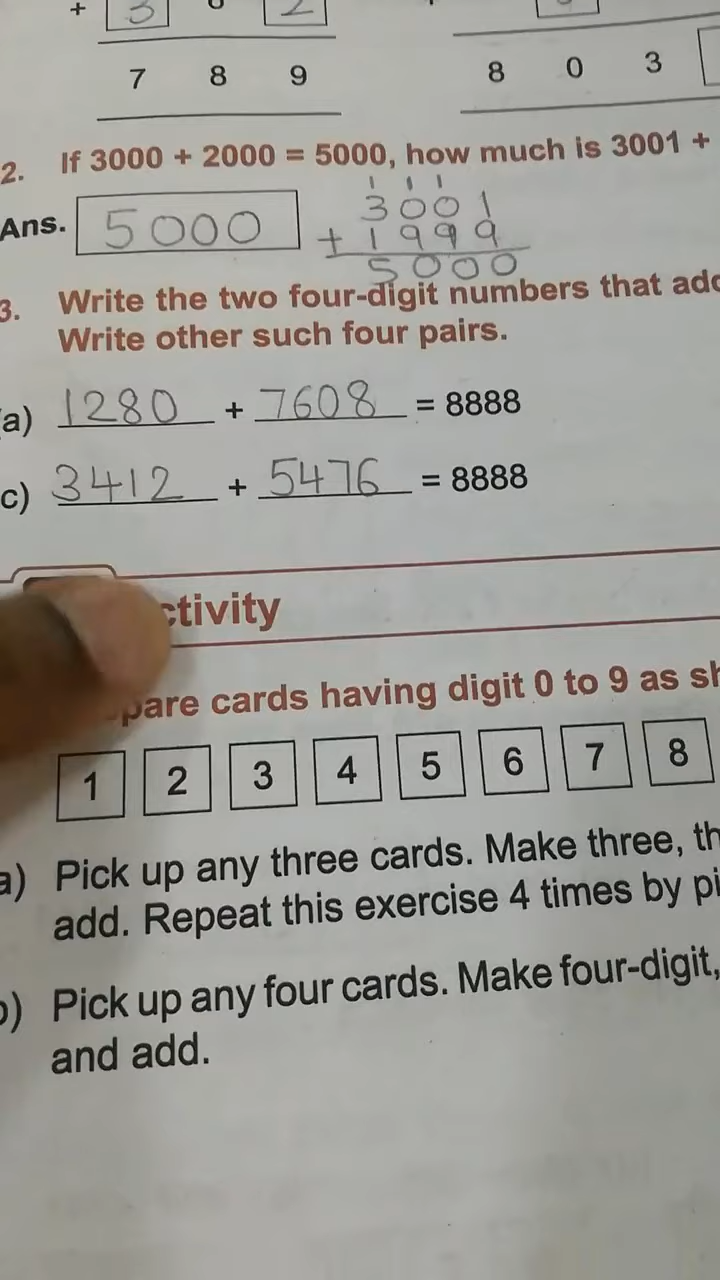 + 3 2
7 8 9
8 0 3
2. If 3000 + 2000 = 5000, how much is 3001 +
Ans. 5000
1 1 1
3001
+ 1999
5000
3. Write the two four-digit numbers that add
Write other such four pairs.
a) 1280 + 7608 = 8888
c) 3412 + 5476 = 8888
ctivity
pare cards having digit 0 to 9 as sh
1 2 3 4 5 6 7 8
a) Pick up any three cards. Make three, th
add. Repeat this exercise 4 times by pi
b) Pick up any four cards. Make four-digit,
and add.